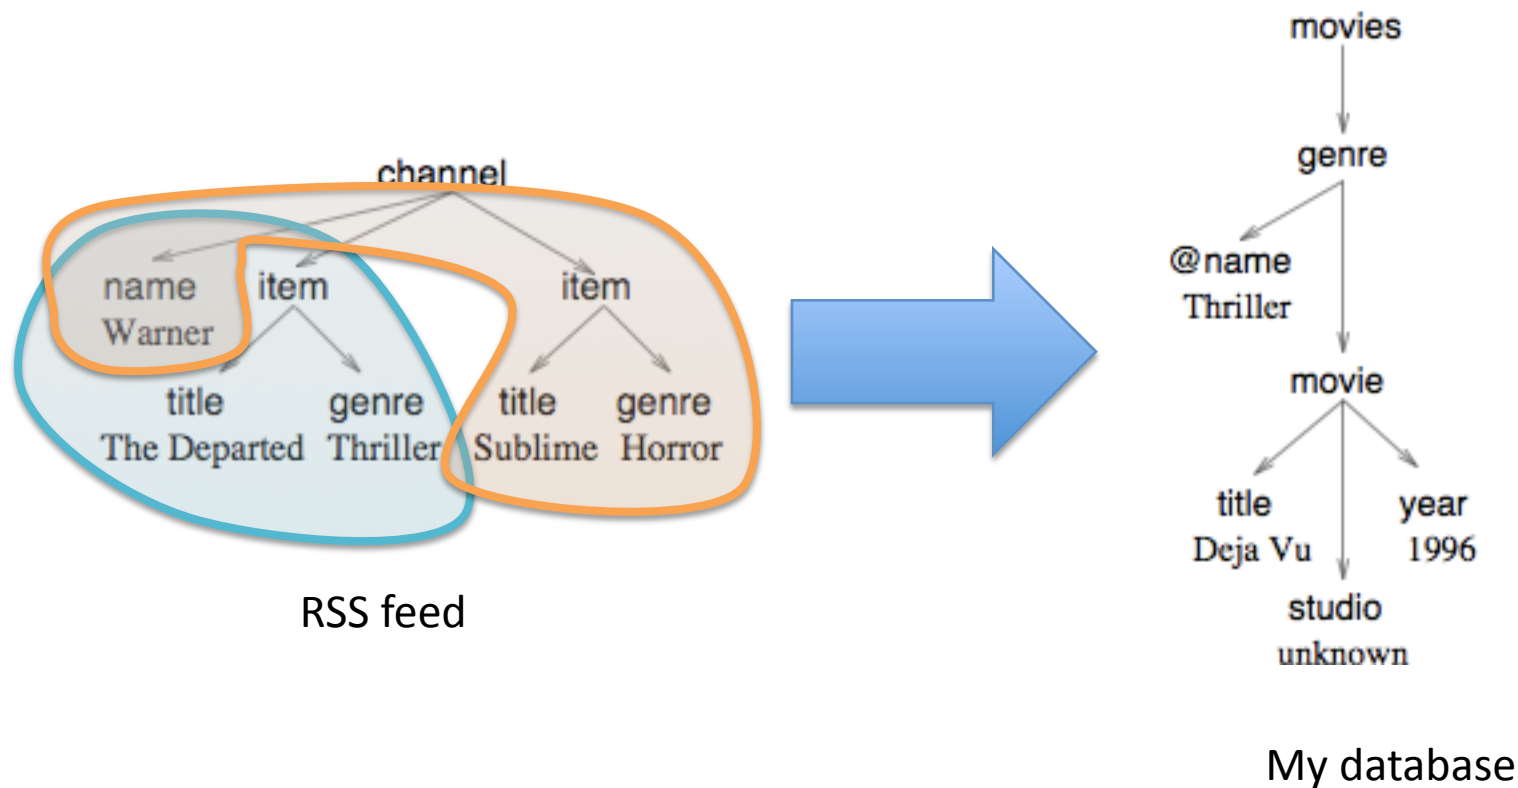 movies
genre
channel
@name
Thriller
name item item
Warner
movie
title genre title genre
The Departed Thriller Sublime Horror
title year
Deja Vu 1996
RSS feed
studio
unknown
My database